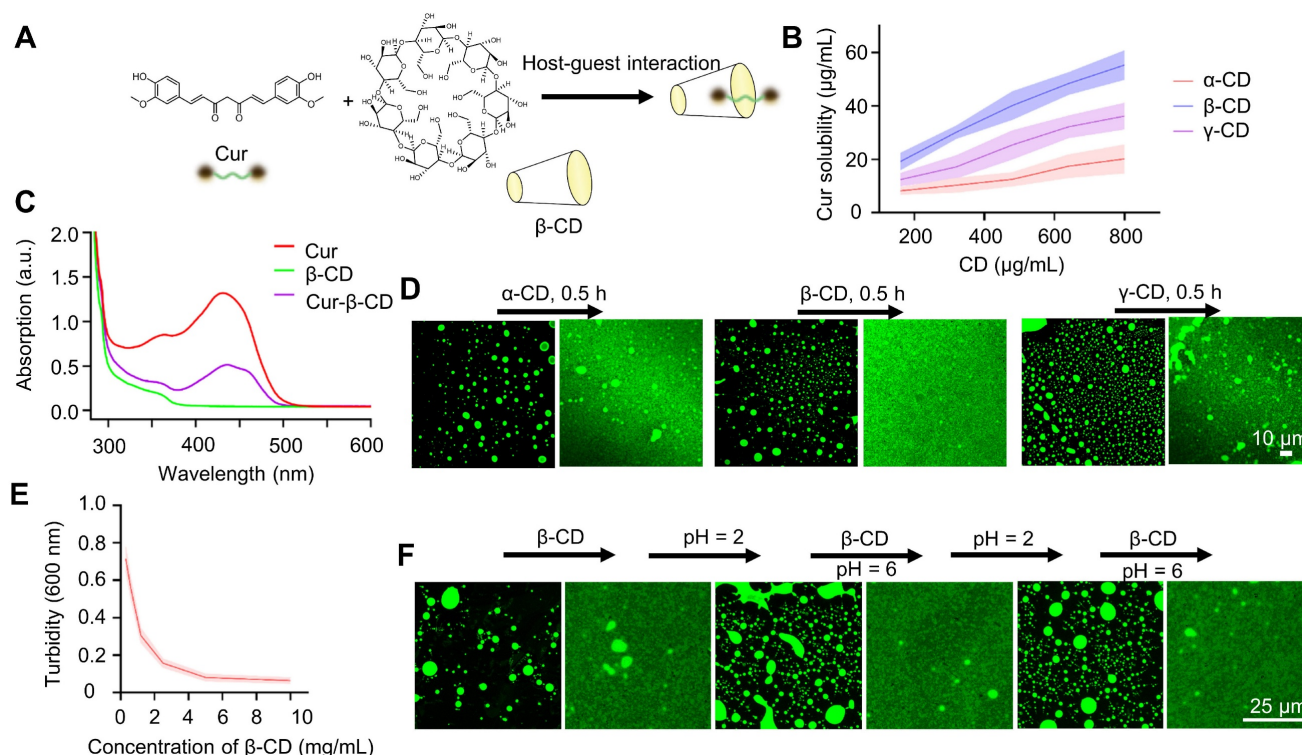 A
OH
HO
O
+
Cur
Host-guest interaction
β-CD
B
Cur solubility (µg/mL)
60
40
20
0
200 400 600 800
CD (µg/mL)
α-CD
β-CD
γ-CD
C
Absorption (a.u.)
2.0
1.5
1.0
0.5
0.0
300 400 500 600
Wavelength (nm)
Cur
β-CD
Cur-β-CD
D
α-CD, 0.5 h
β-CD, 0.5 h
γ-CD, 0.5 h
10 µm
E
Turbidity (600 nm)
1.0
0.8
0.6
0.4
0.2
0
0 2 4 6 8 10
Concentration of β-CD (mg/mL)
F
β-CD
pH = 2
β-CD
pH = 6
pH = 2
β-CD
pH = 6
25 µm